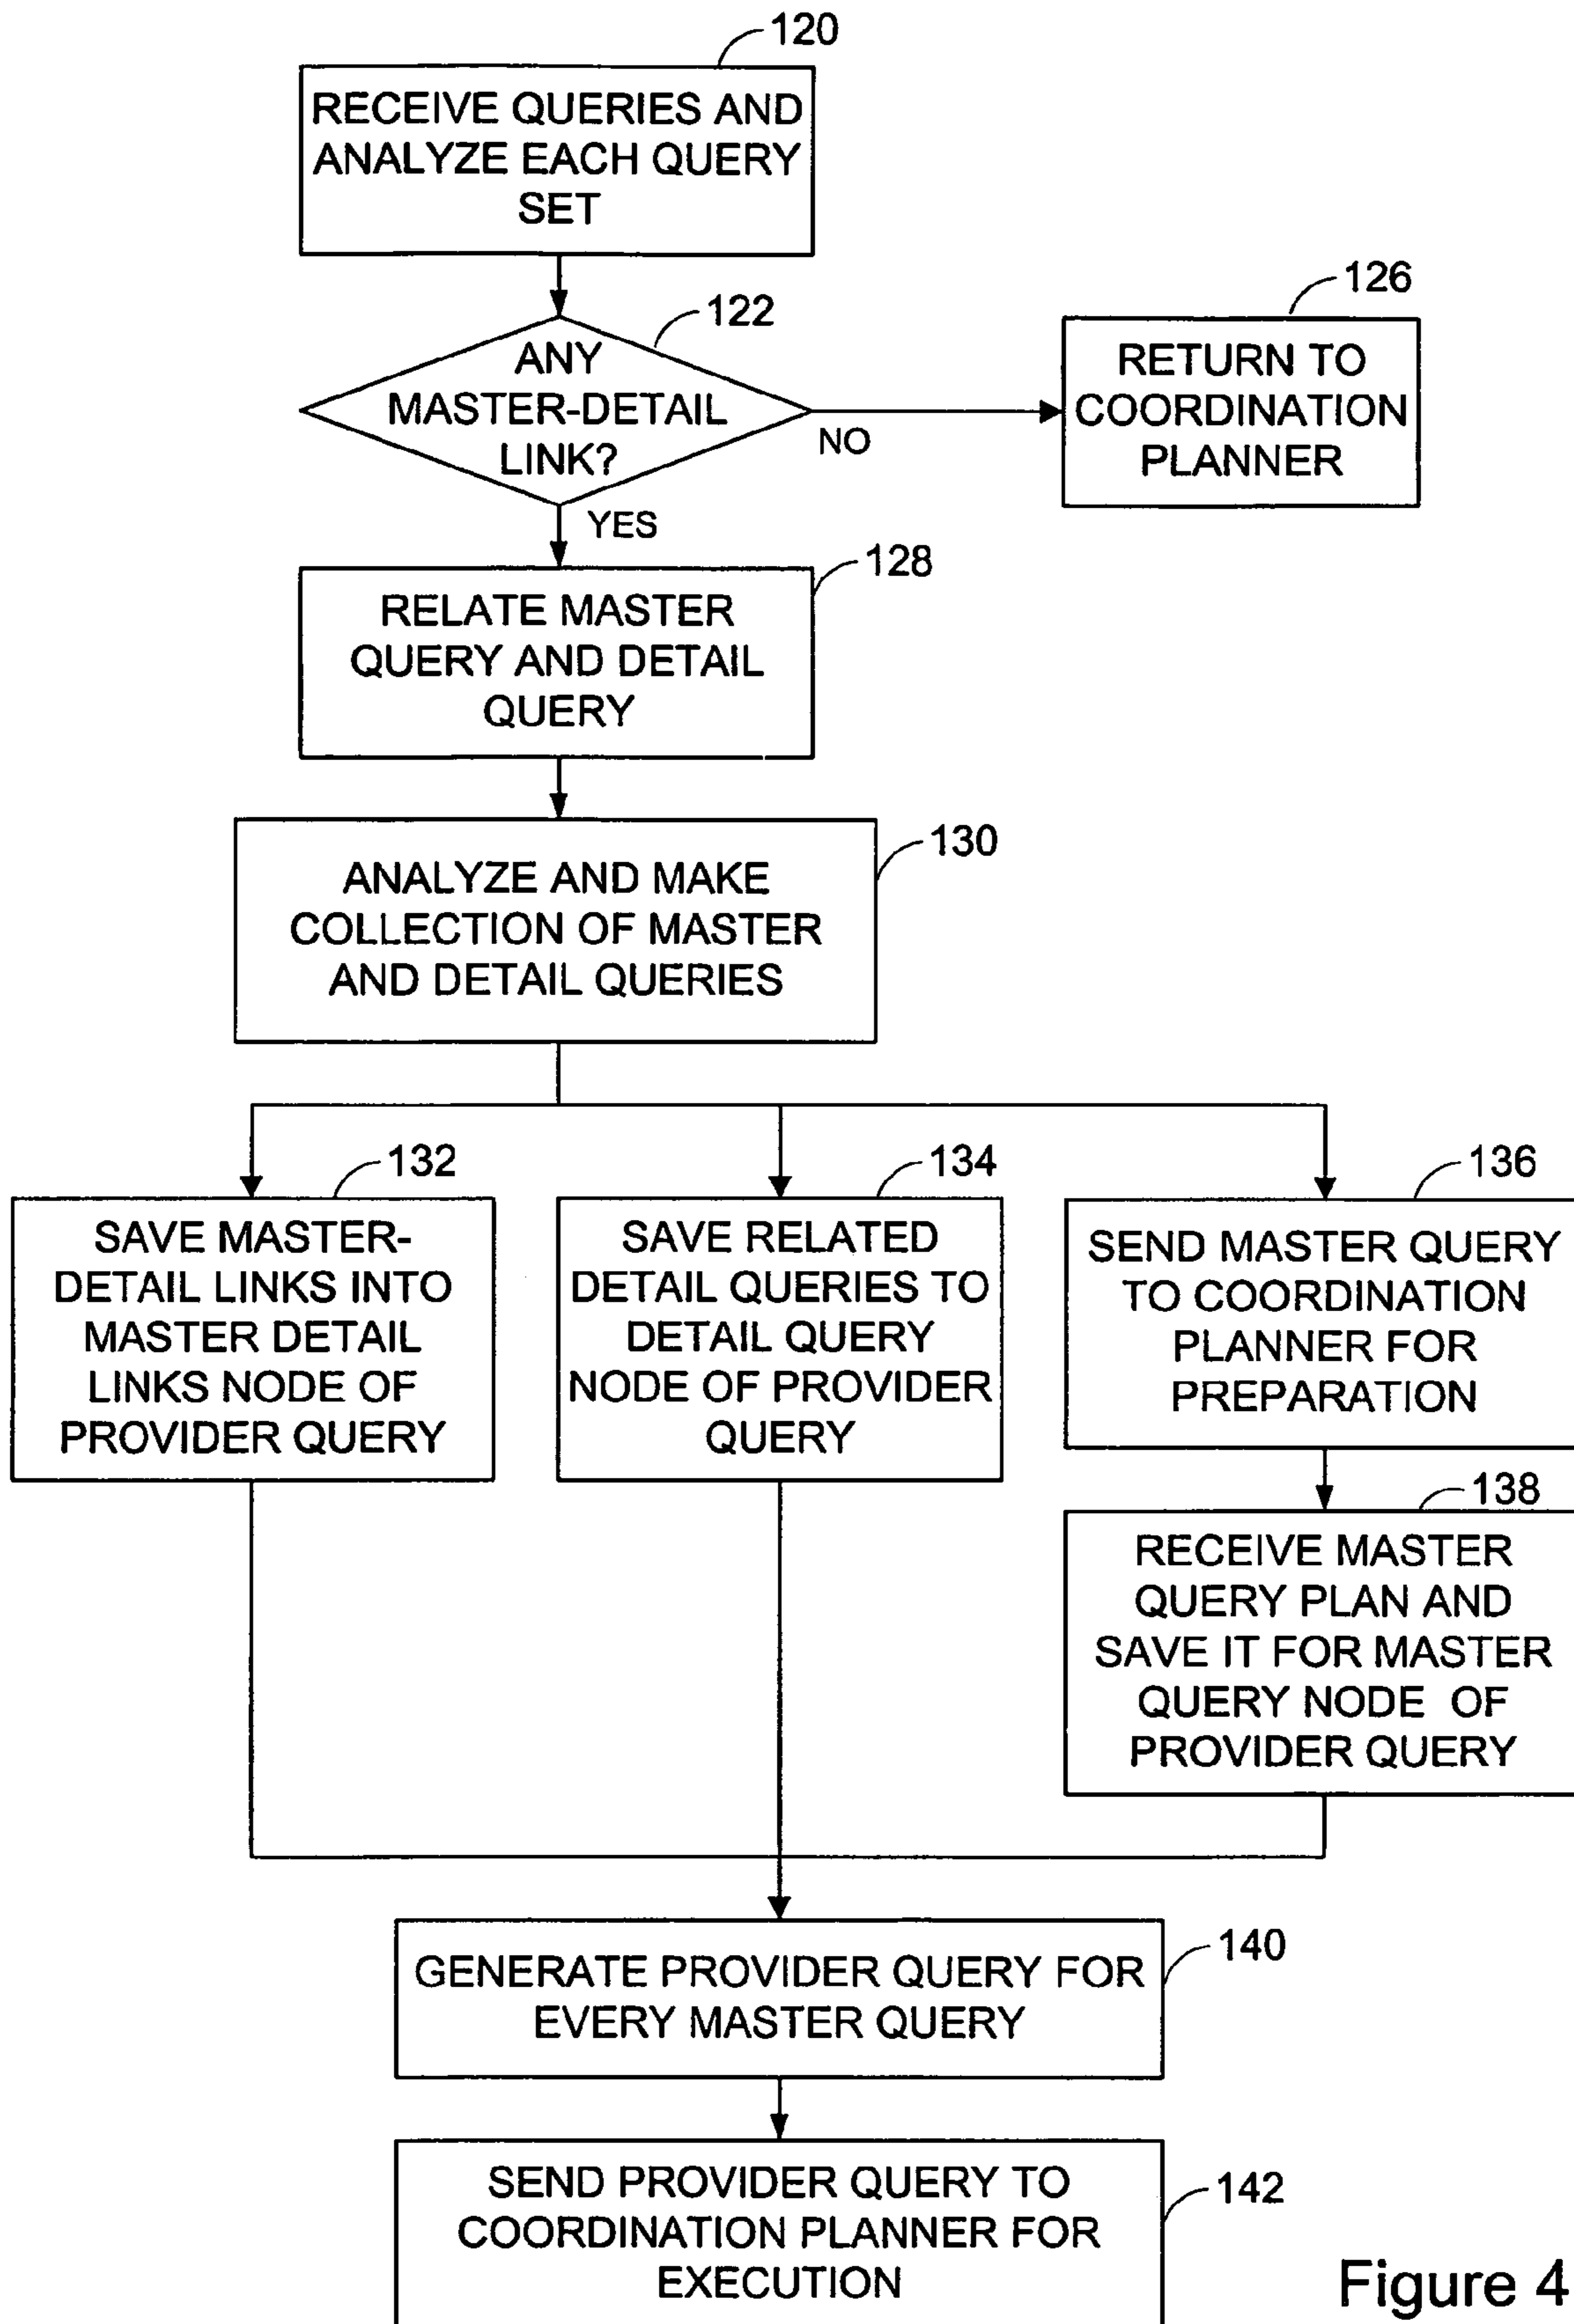 120
RECEIVE QUERIES AND
ANALYZE EACH QUERY
SET
122
ANY
MASTER-DETAIL
LINK?
NO
126
RETURN TO
COORDINATION
PLANNER
YES
128
RELATE MASTER
QUERY AND DETAIL
QUERY
130
ANALYZE AND MAKE
COLLECTION OF MASTER
AND DETAIL QUERIES
132
SAVE MASTER-
DETAIL LINKS INTO
MASTER DETAIL
LINKS NODE OF
PROVIDER QUERY
134
SAVE RELATED
DETAIL QUERIES TO
DETAIL QUERY
NODE OF PROVIDER
QUERY
136
SEND MASTER QUERY
TO COORDINATION
PLANNER FOR
PREPARATION
138
RECEIVE MASTER
QUERY PLAN AND
SAVE IT FOR MASTER
QUERY NODE OF
PROVIDER QUERY
140
GENERATE PROVIDER QUERY FOR
EVERY MASTER QUERY
142
SEND PROVIDER QUERY TO
COORDINATION PLANNER FOR
EXECUTION
Figure 4